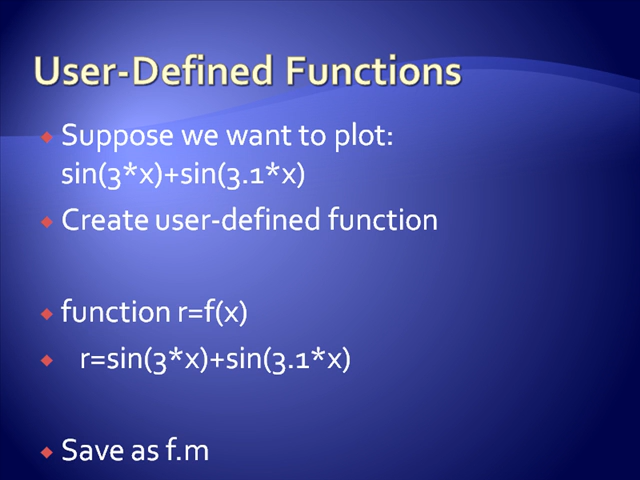 User-Defined Functions
Suppose we want to plot:
sin(3*x)+sin(3.1*x)
Create user-defined function
function r=f(x)
r=sin(3*x)+sin(3.1*x)
Save as f.m